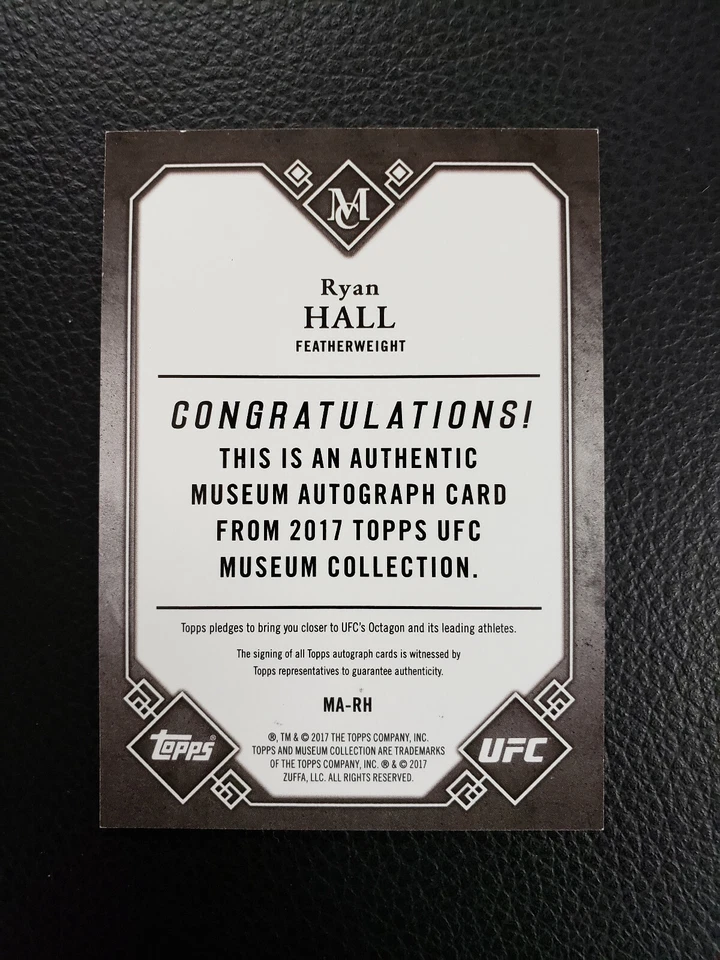 MC
Ryan
HALL
FEATHERWEIGHT
CONGRATULATIONS!
THIS IS AN AUTHENTIC
MUSEUM AUTOGRAPH CARD
FROM 2017 TOPPS UFC
MUSEUM COLLECTION.
Topps pledges to bring you closer to UFC's Octagon and its leading athletes.
The signing of all Topps autograph cards is witnessed by
Topps representatives to guarantee authenticity.
MA-RH
®, TM & © 2017 THE TOPPS COMPANY, INC.
TOPPS AND MUSEUM COLLECTION ARE TRADEMARKS
OF THE TOPPS COMPANY, INC. ® & © 2017
ZUFFA, LLC. ALL RIGHTS RESERVED.
topps®
UFC